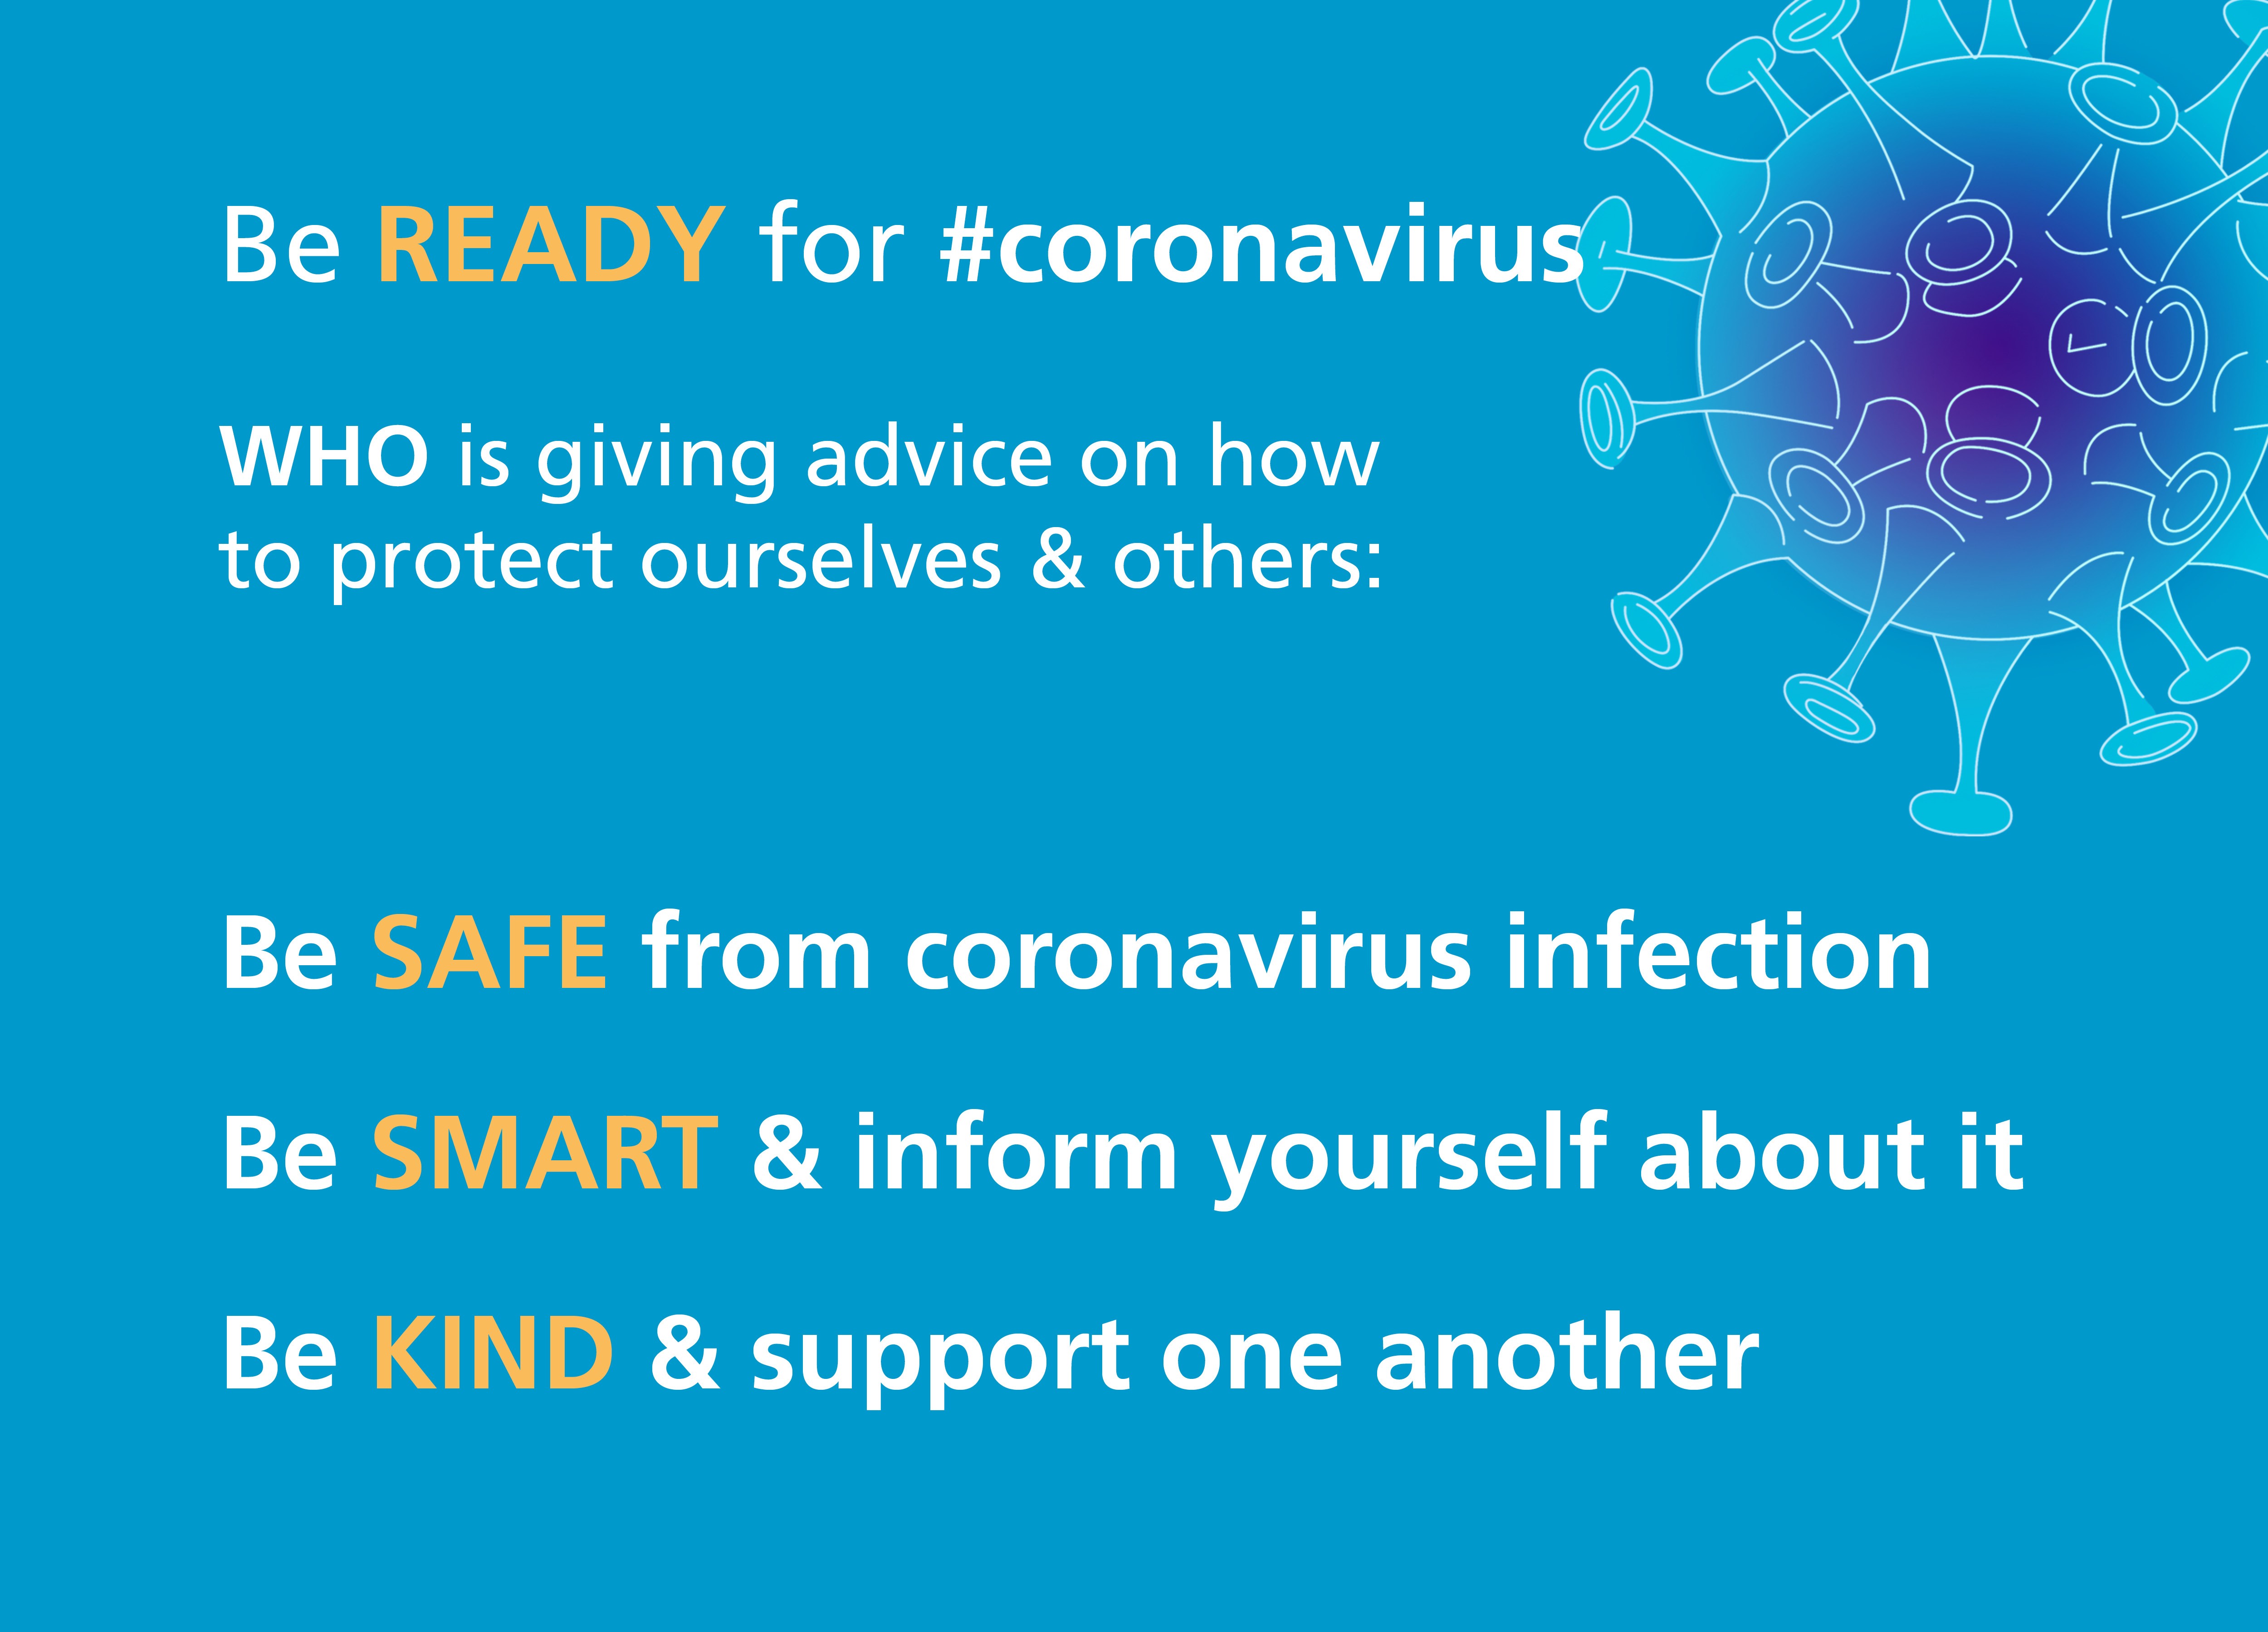 Be READY for #coronavirus
WHO is giving advice on how
to protect ourselves & others:
Be SAFE from coronavirus infection
Be SMART & inform yourself about it
Be KIND & support one another